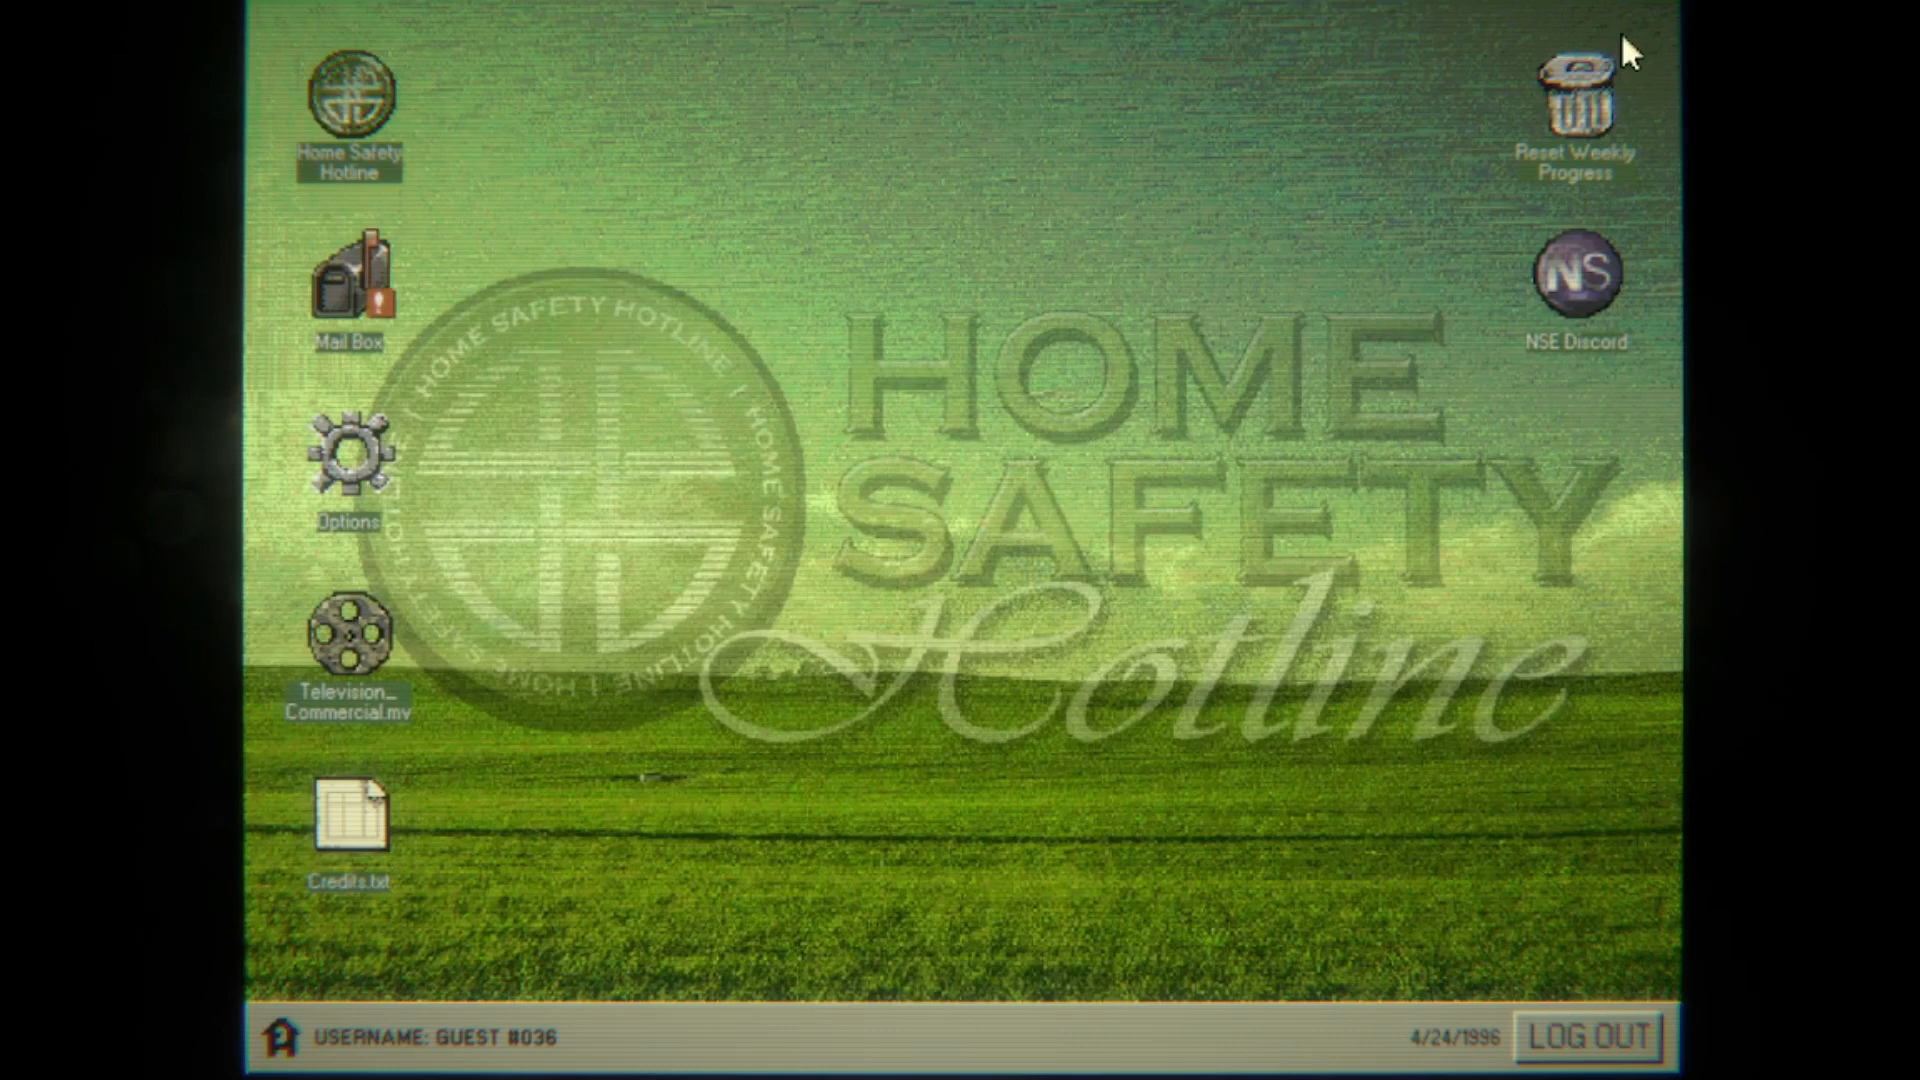 Home Safety
Hotline
Mail Box
Options
Television_
Commercial.mv
Credits.txt
Reset Weekly
Progress
NS
NSE Discord
HOME SAFETY HOTLINE | HOME SAFETY HOTLINE | HOME SAFETY HOTLINE |
HOME
SAFETY
Hotline
USERNAME: GUEST #036
4/24/1996
LOG OUT